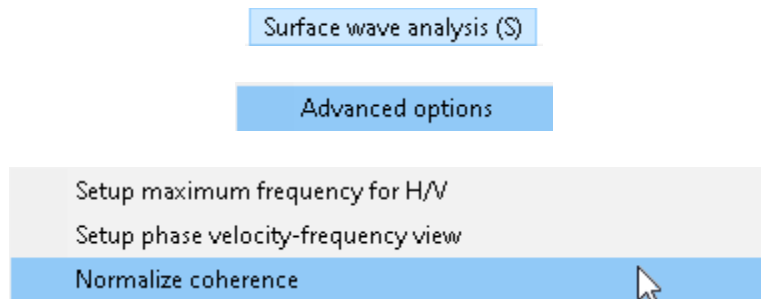 Surface wave analysis (S)
Advanced options
Setup maximum frequency for H/V
Setup phase velocity-frequency view
Normalize coherence